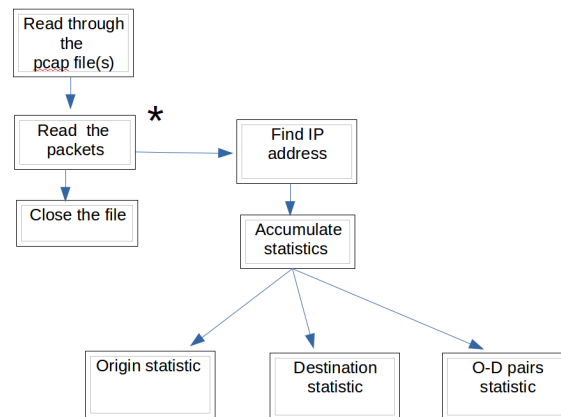 Read through
the
pcap file(s)
*
Read the
packets
Find IP
address
Close the file
Accumulate
statistics
Origin statistic
Destination
statistic
O-D pairs
statistic